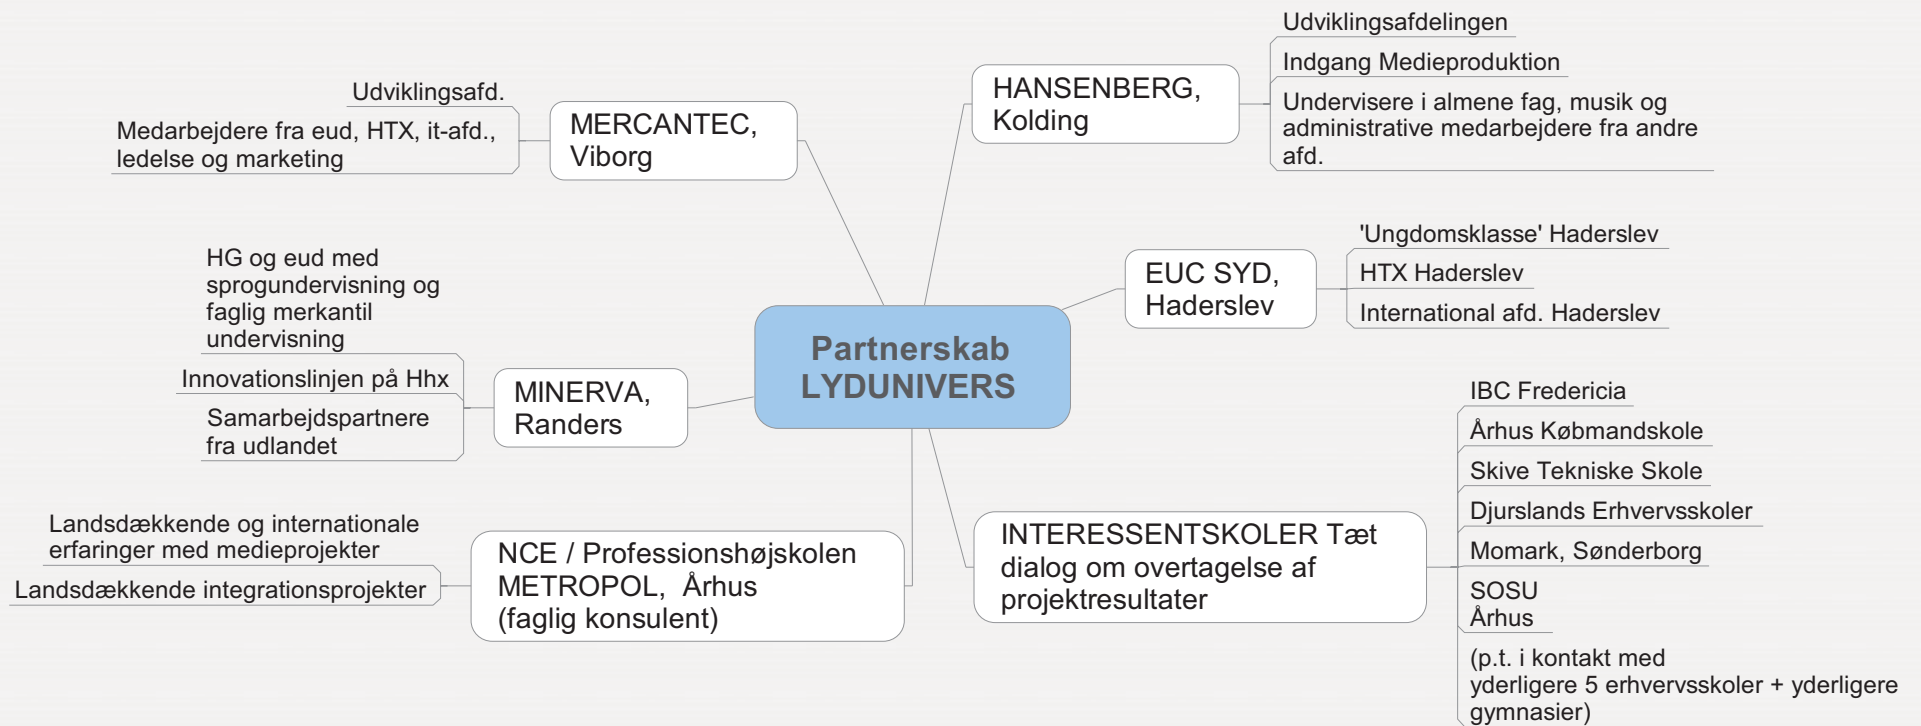 Partnerskab
LYDUNIVERS
MERCANTEC,
Viborg
Udviklingsafd.
Medarbejdere fra eud, HTX, it-afd.,
ledelse og marketing
MINERVA,
Randers
HG og eud med
sprogundervisning og
faglig merkantil
undervisning
Innovationslinjen på Hhx
Samarbejdspartnere
fra udlandet
NCE / Professionshøjskolen
METROPOL,  Århus
(faglig konsulent)
Landsdækkende og internationale
erfaringer med medieprojekter
Landsdækkende integrationsprojekter
HANSENBERG,
Kolding
Udviklingsafdelingen
Indgang Medieproduktion
Undervisere i almene fag, musik og
administrative medarbejdere fra andre
afd.
EUC SYD,
Haderslev
'Ungdomsklasse' Haderslev
HTX Haderslev
International afd. Haderslev
INTERESSENTSKOLER Tæt
dialog om overtagelse af
projektresultater
IBC Fredericia
Århus Købmandskole
Skive Tekniske Skole
Djurslands Erhvervsskoler
Momark, Sønderborg
SOSU
Århus
(p.t. i kontakt med
yderligere 5 erhvervsskoler + yderligere
gymnasier)